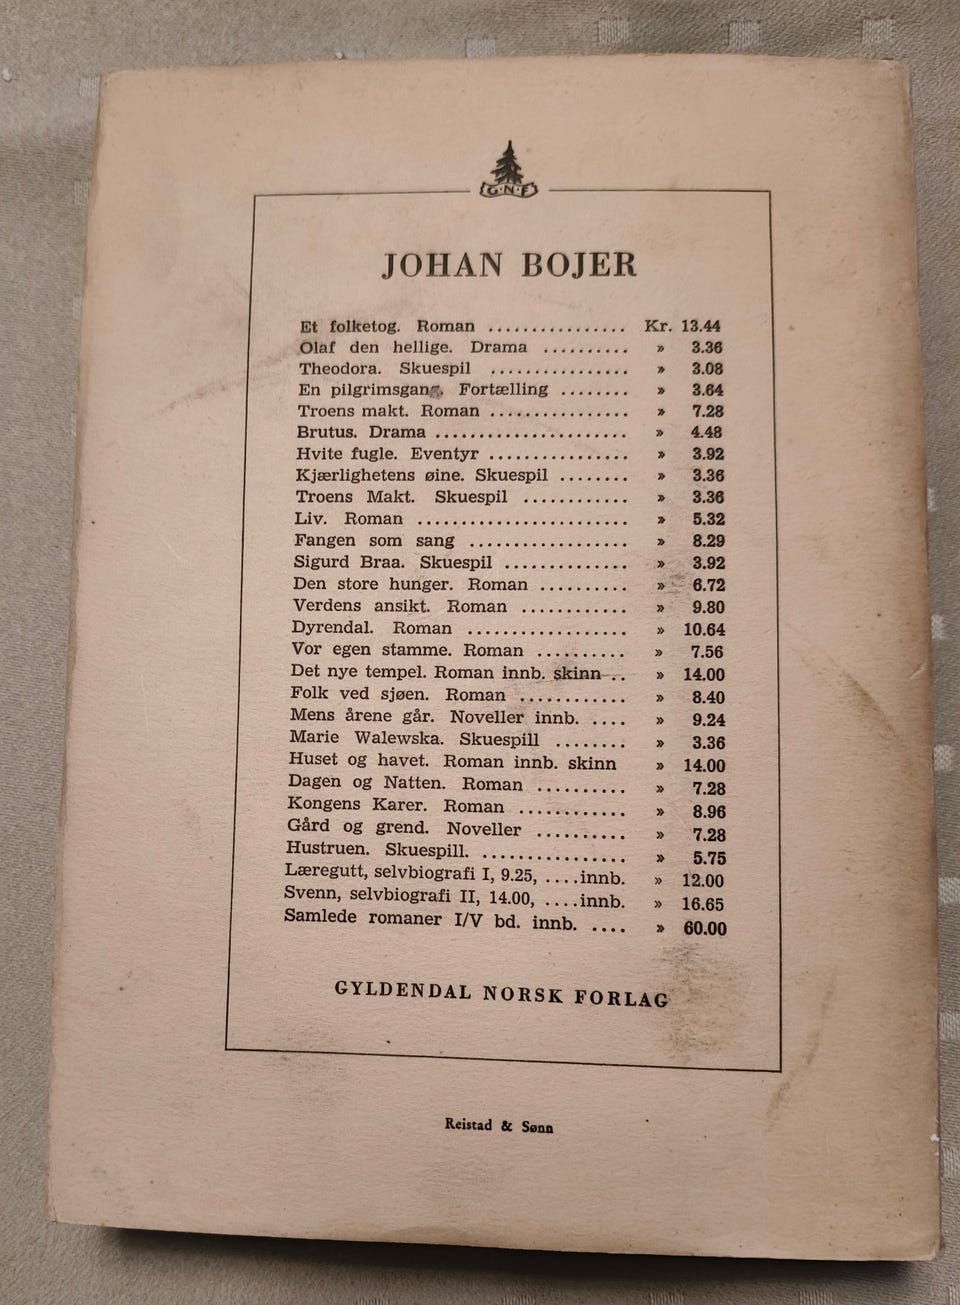 G·N·F
JOHAN BOJER
Et folketog. Roman ................ Kr. 13.44
Olaf den hellige. Drama .......... » 3.36
Theodora. Skuespil ................ » 3.08
En pilgrimsgang. Fortælling ........ » 3.64
Troens makt. Roman ................ » 7.28
Brutus. Drama ....................... » 4.48
Hvite fugle. Eventyr ................ » 3.92
Kjærlighetens øine. Skuespil ........ » 3.36
Troens Makt. Skuespil ............ » 3.36
Liv. Roman ......................... » 5.32
Fangen som sang ................... » 8.29
Sigurd Braa. Skuespil .............. » 3.92
Den store hunger. Roman .......... » 6.72
Verdens ansikt. Roman ............ » 9.80
Dyrendal. Roman ................... » 10.64
Vor egen stamme. Roman .......... » 7.56
Det nye tempel. Roman innb. skinn .. » 14.00
Folk ved sjøen. Roman ............ » 8.40
Mens årene går. Noveller innb. .... » 9.24
Marie Walewska. Skuespill ........ » 3.36
Huset og havet. Roman innb. skinn » 14.00
Dagen og Natten. Roman .......... » 7.28
Kongens Karer. Roman ............ » 8.96
Gård og grend. Noveller .......... » 7.28
Hustruen. Skuespill. ................ » 5.75
Læregutt, selvbiografi I, 9.25, ....innb. » 12.00
Svenn, selvbiografi II, 14.00, ....innb. » 16.65
Samlede romaner I/V bd. innb. .... » 60.00
GYLDENDAL NORSK FORLAG
Reistad & Sønn